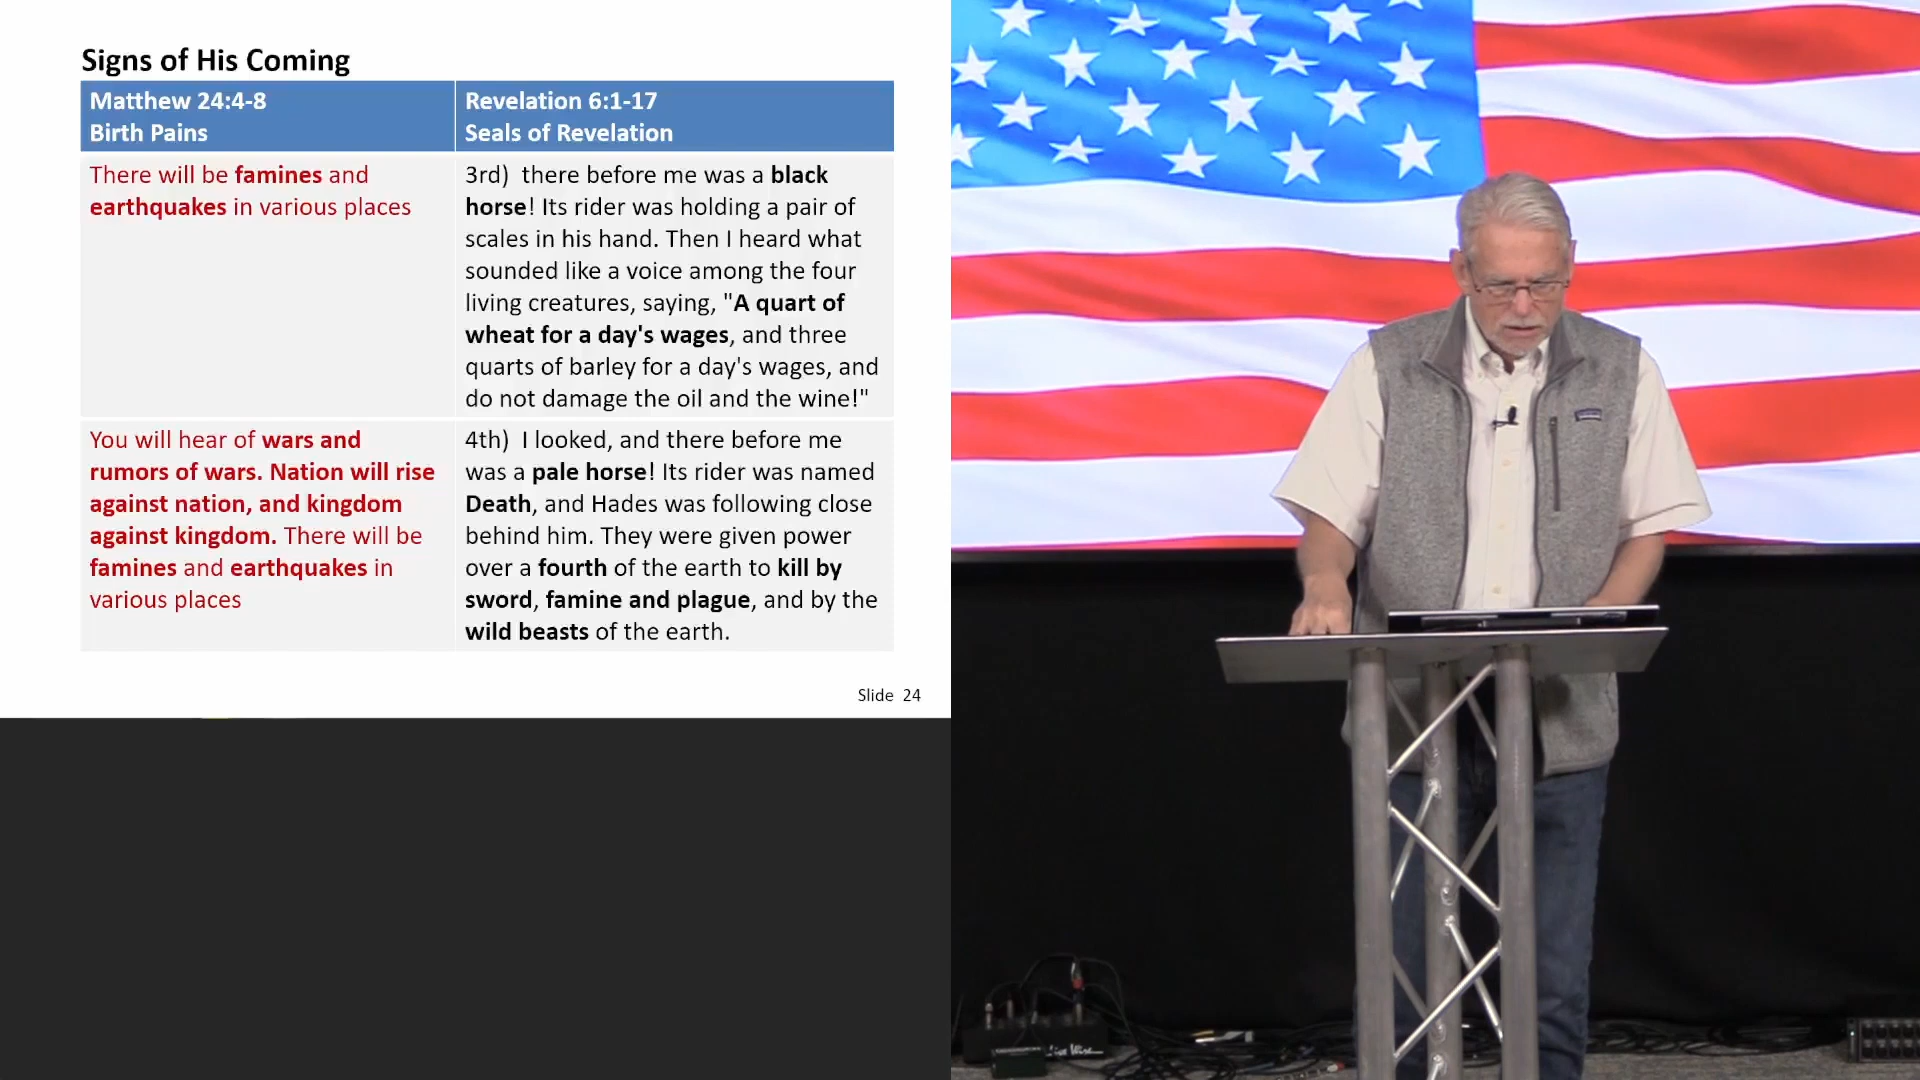 Signs of His Coming
Matthew 24:4-8
Birth Pains
Revelation 6:1-17
Seals of Revelation
There will be famines and
earthquakes in various places
3rd)  there before me was a black
horse! Its rider was holding a pair of
scales in his hand. Then I heard what
sounded like a voice among the four
living creatures, saying, "A quart of
wheat for a day's wages, and three
quarts of barley for a day's wages, and
do not damage the oil and the wine!"
You will hear of wars and
rumors of wars. Nation will rise
against nation, and kingdom
against kingdom. There will be
famines and earthquakes in
various places
4th)  I looked, and there before me
was a pale horse! Its rider was named
Death, and Hades was following close
behind him. They were given power
over a fourth of the earth to kill by
sword, famine and plague, and by the
wild beasts of the earth.
Slide  24
Live Wire